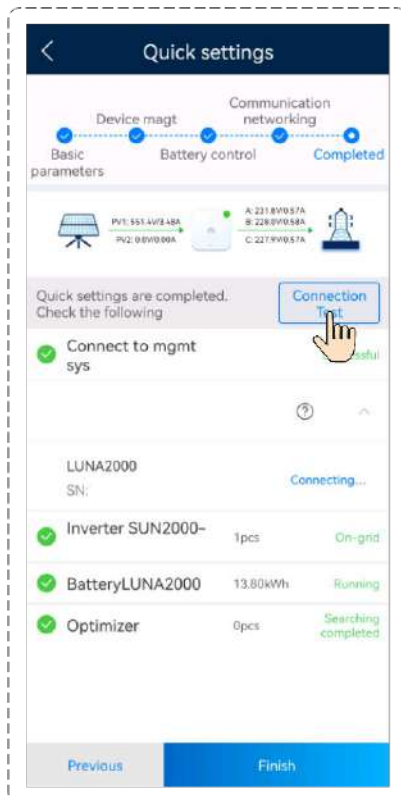 Quick settings
Device magt
Communication
networking
Basic
parameters
Battery control
Completed
PV1: 551.4V/3.48A
PV2: 0.0V/0.00A
A: 231.8V/0.57A
B: 228.0V/0.58A
C: 227.9V/0.57A
Quick settings are completed.
Check the following
Connection
Test
Connect to mgmt
sys
ssful
LUNA2000
SN:
Connecting...
Inverter SUN2000-
1pcs
On-grid
BatteryLUNA2000
13.80kWh
Running
Optimizer
0pcs
Searching
completed
Previous
Finish